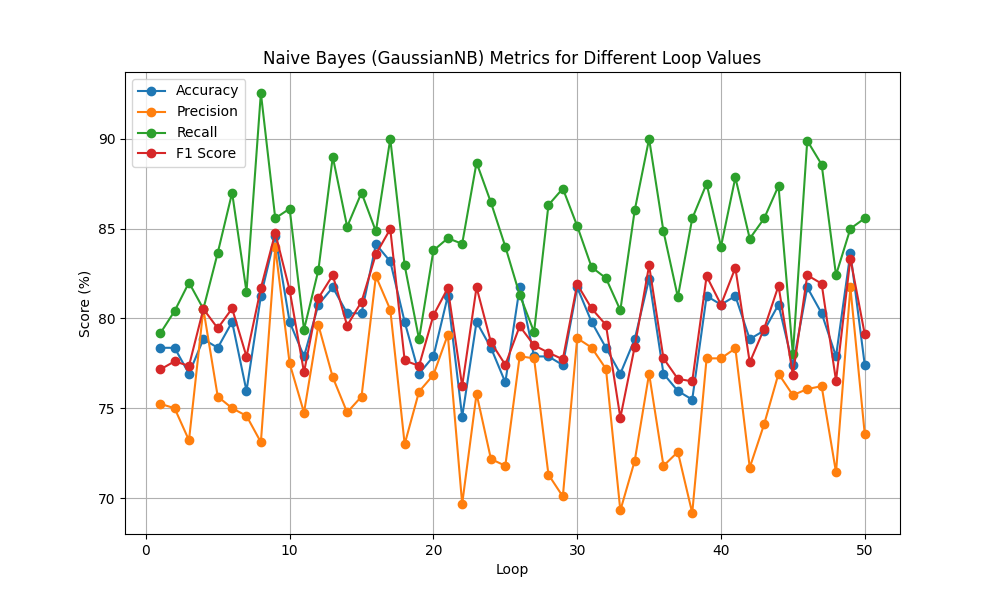 Naive Bayes (GaussianNB) Metrics for Different Loop Values
Accuracy
Precision
Recall
F1 Score
Score (%)
90
85
80
75
70
0 10 20 30 40 50
Loop